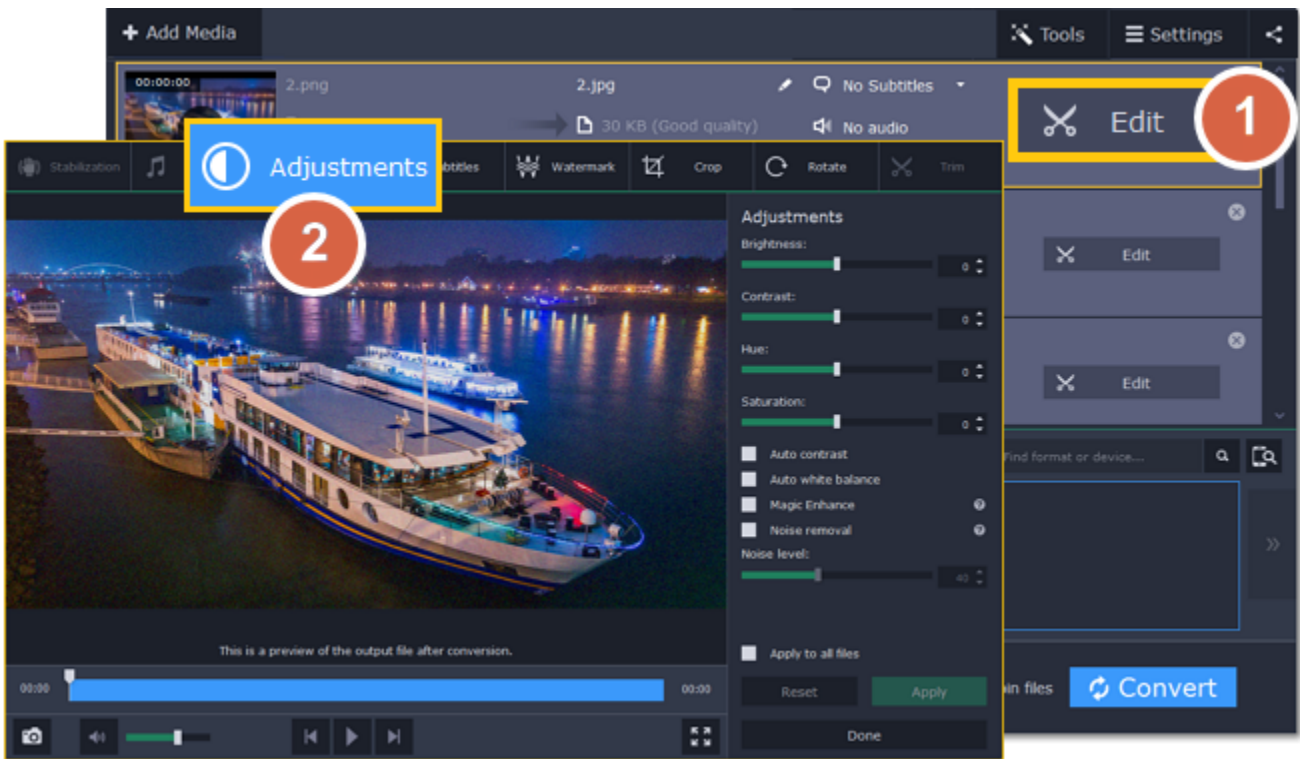 Add Media
Tools
Settings
00:00:00
2.png
2.jpg
No Subtitles
30 KB (Good quality)
No audio
Edit
1
Stabilization
Adjustments
Watermark
Crop
Rotate
Trim
2
Adjustments
Brightness:
0
Contrast:
0
Hue:
0
Saturation:
0
Auto contrast
Auto white balance
Magic Enhance
Noise removal
Noise level:
40
Apply to all files
Reset
Apply
Done
This is a preview of the output file after conversion.
00:00
00:00
Edit
Edit
Find format or device...
files
Convert